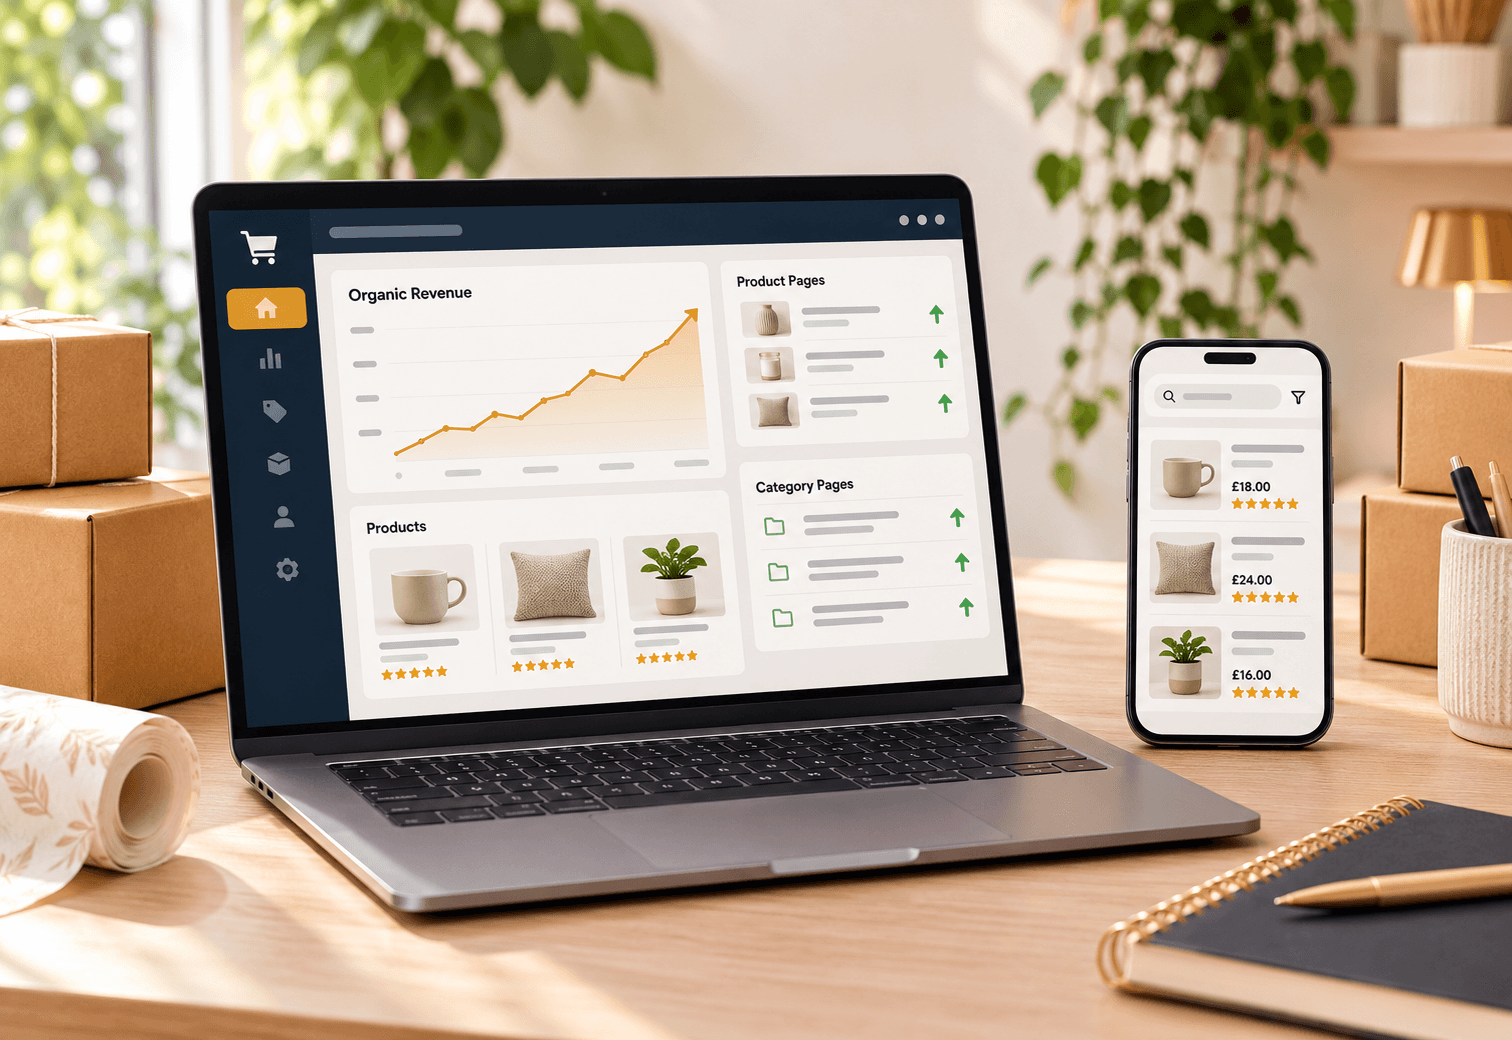 Organic Revenue
Products
Product Pages
Category Pages
£18.00
£24.00
£16.00